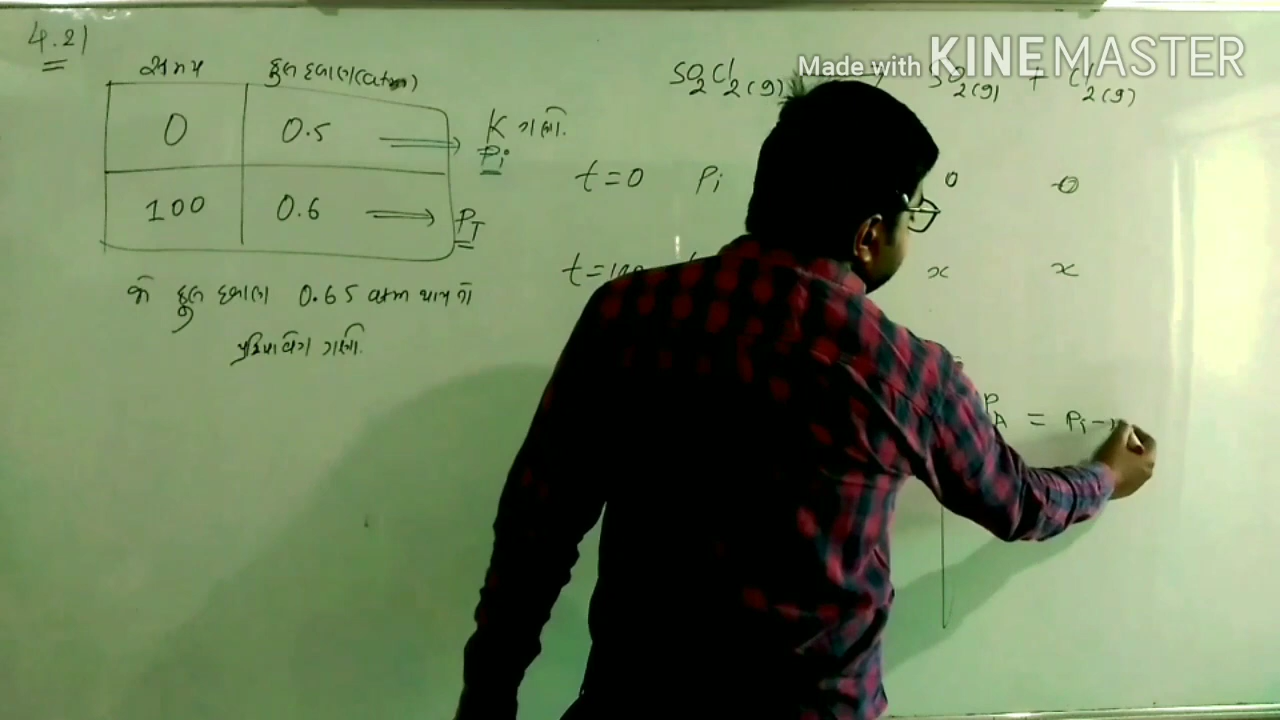 4.21
સમય કુલ દબાણ (atm)
0 0.5 → K ગણો.
Pi
100 0.6 → PT
જો કુલ દબાણ 0.65 atm થાય તો
પ્રક્રિયાવેગ ગણો.
Made with KINEMASTER
SO2Cl2(g) SO2(g) + Cl2(g)
t=0 Pi 0 0
x x
PA = Pi-